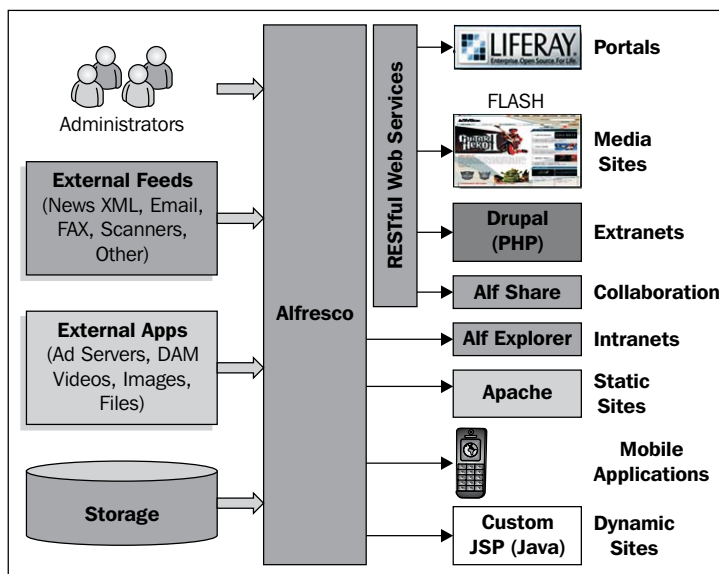 Administrators
External Feeds
(News XML, Email,
FAX, Scanners,
Other)
External Apps
(Ad Servers, DAM
Videos, Images,
Files)
Storage
Alfresco
RESTful Web Services
LIFERAY.
Enterprise. Open Source. For Life.
Portals
FLASH
Media
Sites
Drupal
(PHP)
Extranets
Alf Share
Collaboration
Alf Explorer
Intranets
Apache
Static
Sites
Mobile
Applications
Custom
JSP (Java)
Dynamic
Sites